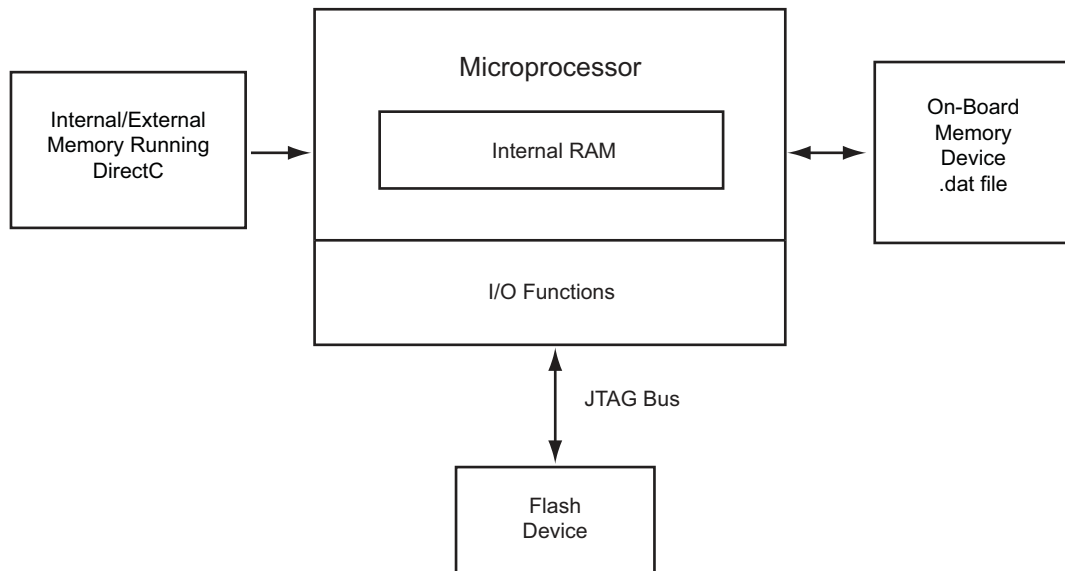 Microprocessor
Internal RAM
I/O Functions
Internal/External
Memory Running
DirectC
On-Board
Memory
Device
.dat file
JTAG Bus
Flash
Device